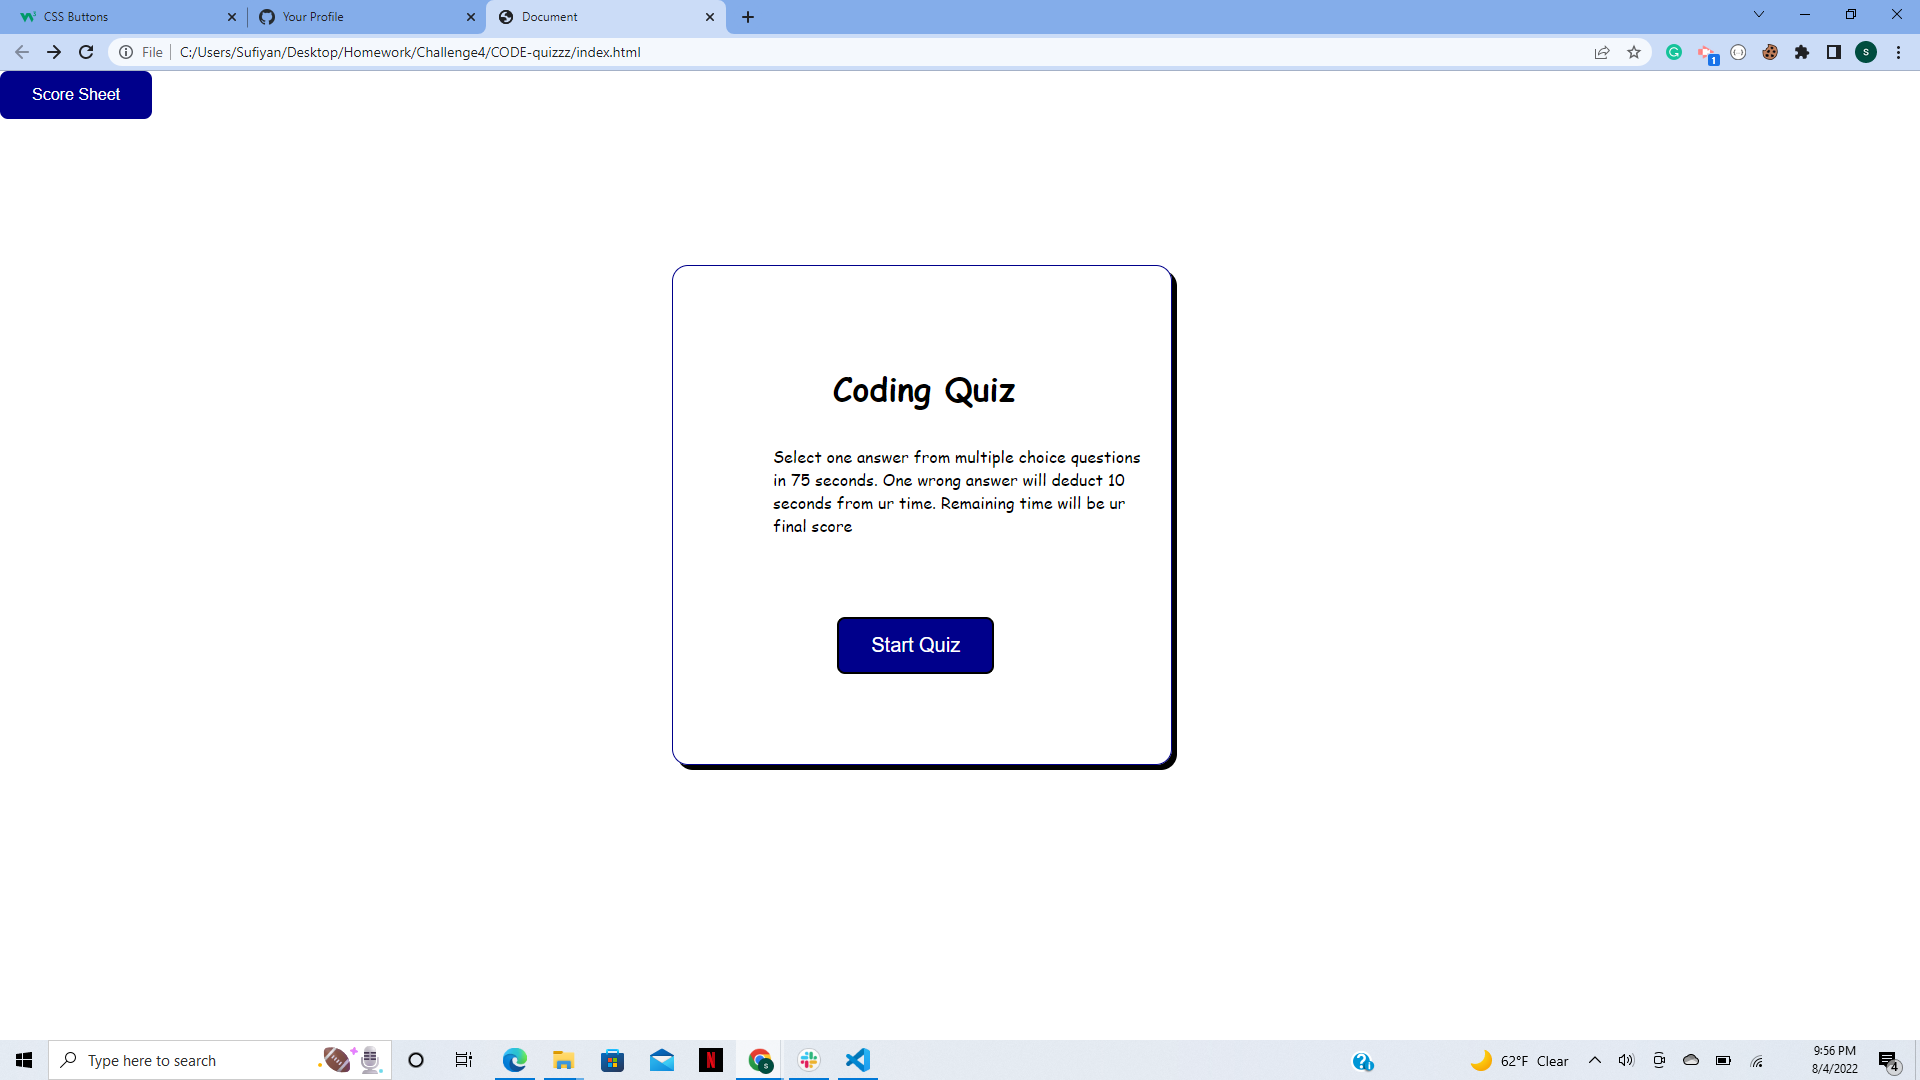 CSS Buttons
Your Profile
Document
File
C:/Users/Sufiyan/Desktop/Homework/Challenge4/CODE-quizzz/index.html
1
S
Score Sheet
Coding Quiz
Select one answer from multiple choice questions
in 75 seconds. One wrong answer will deduct 10
seconds from ur time. Remaining time will be ur
final score
Start Quiz
Type here to search
N
S
62°F Clear
9:56 PM
8/4/2022
4